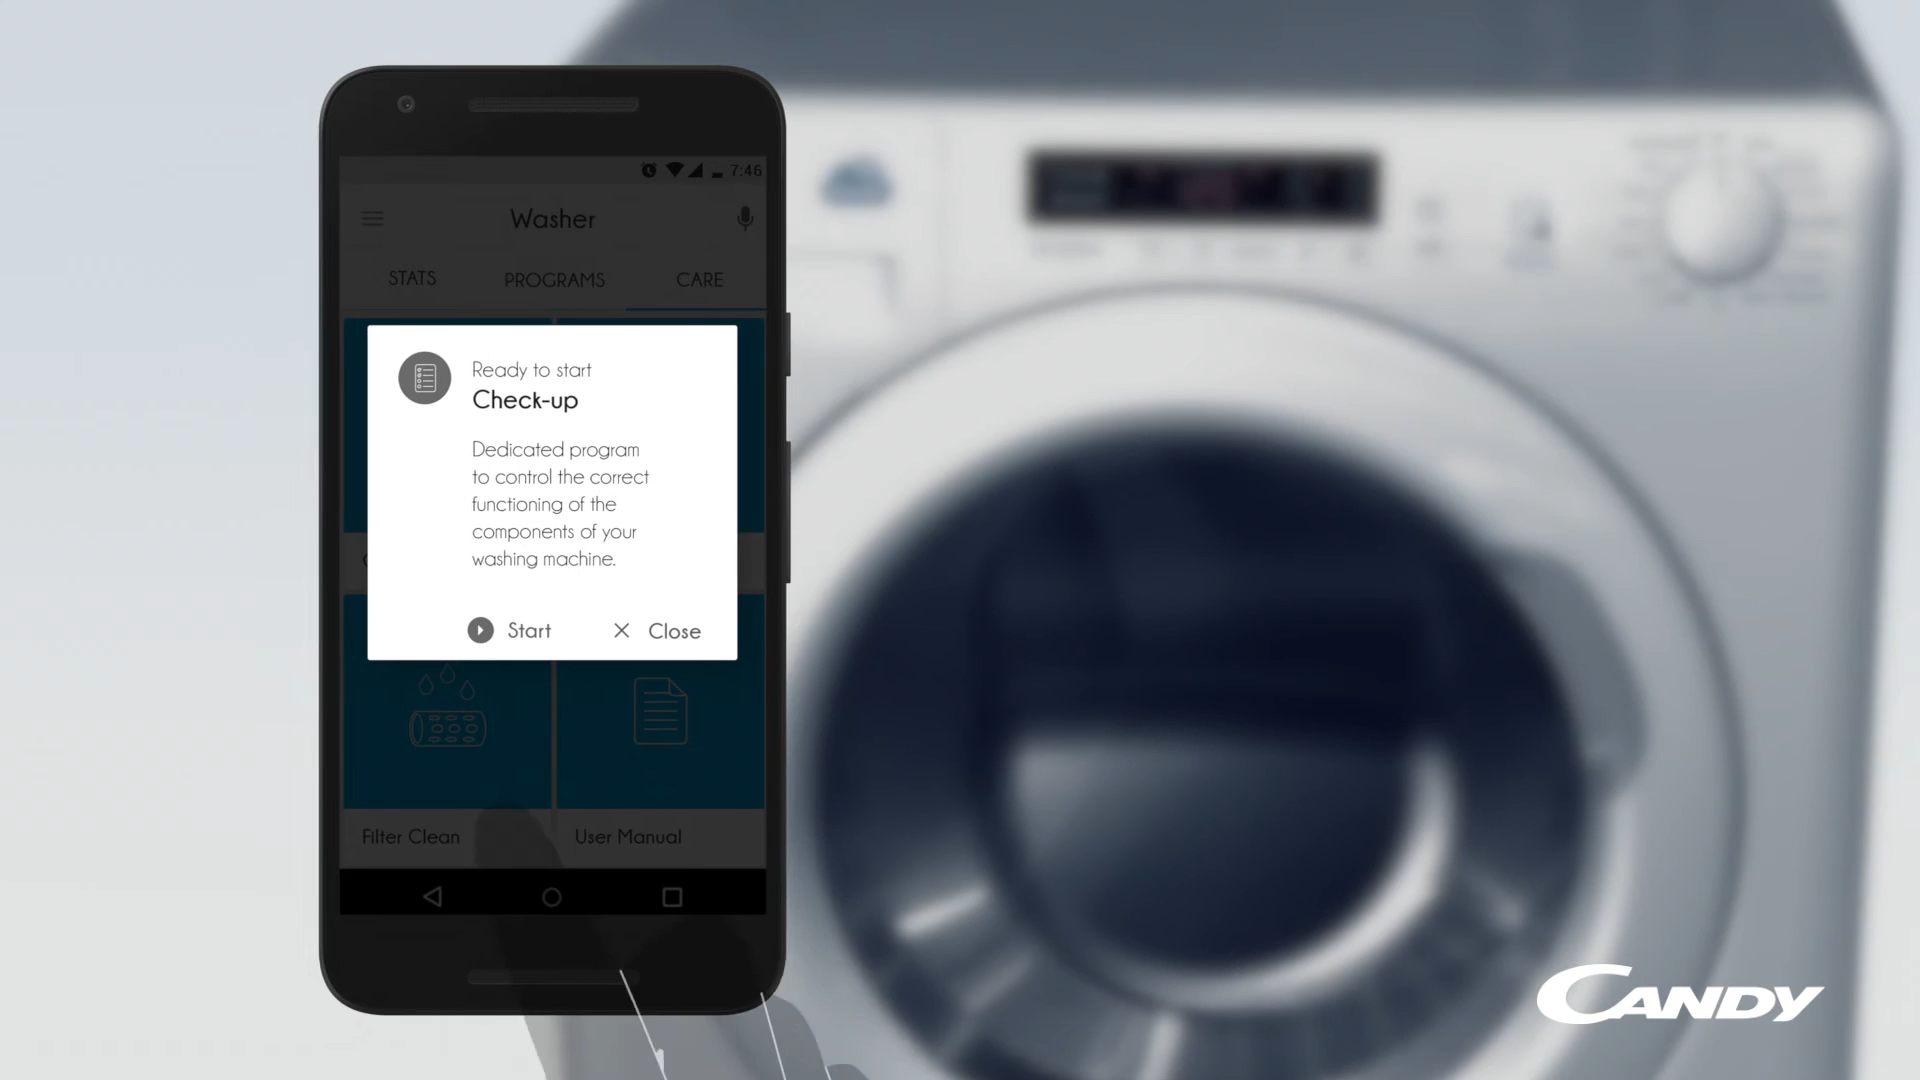 7:46
Washer
STATS PROGRAMS CARE
Ready to start
Check-up
Dedicated program
to control the correct
functioning of the
components of your
washing machine.
Start Close
Filter Clean User Manual
CANDY